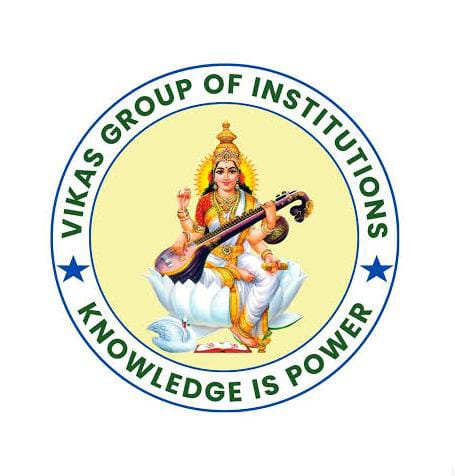 VIKAS GROUP OF INSTITUTIONS
KNOWLEDGE IS POWER